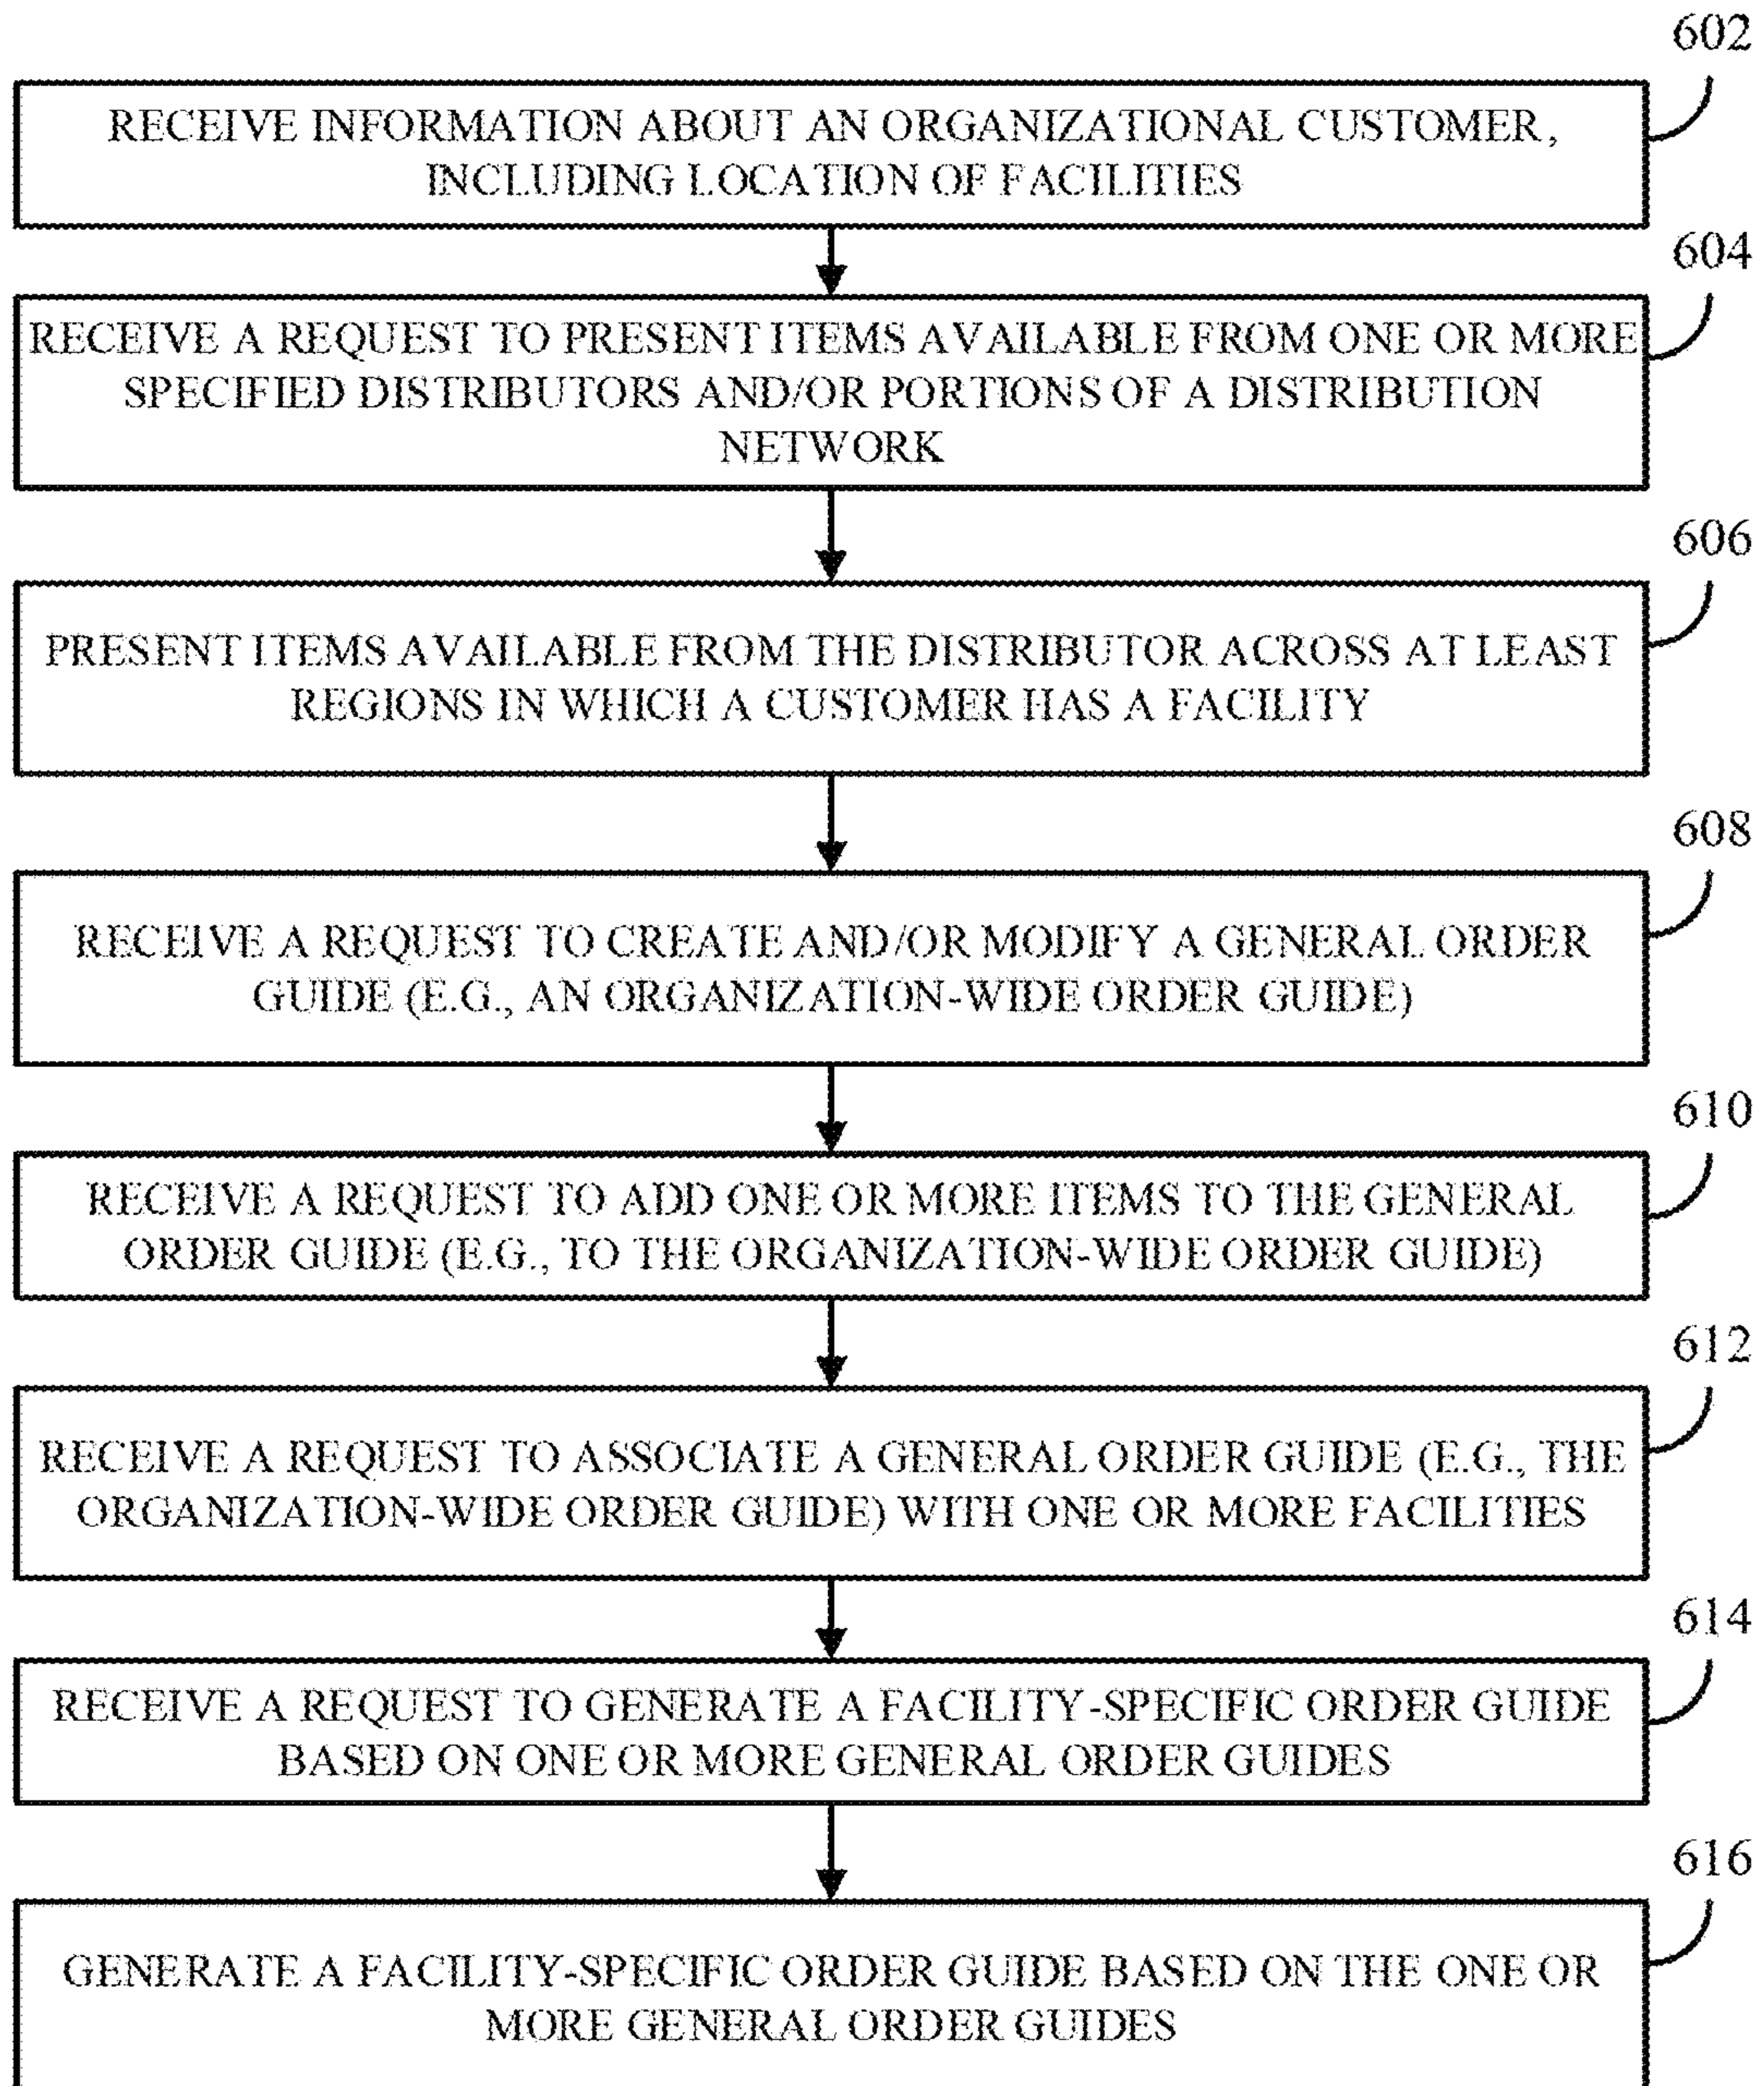 602
RECEIVE INFORMATION ABOUT AN ORGANIZATIONAL CUSTOMER,
INCLUDING LOCATION OF FACILITIES
604
RECEIVE A REQUEST TO PRESENT ITEMS AVAILABLE FROM ONE OR MORE
SPECIFIED DISTRIBUTORS AND/OR PORTIONS OF A DISTRIBUTION
NETWORK
606
PRESENT ITEMS AVAILABLE FROM THE DISTRIBUTOR ACROSS AT LEAST
REGIONS IN WHICH A CUSTOMER HAS A FACILITY
608
RECEIVE A REQUEST TO CREATE AND/OR MODIFY A GENERAL ORDER
GUIDE (E.G., AN ORGANIZATION-WIDE ORDER GUIDE)
610
RECEIVE A REQUEST TO ADD ONE OR MORE ITEMS TO THE GENERAL
ORDER GUIDE (E.G., TO THE ORGANIZATION-WIDE ORDER GUIDE)
612
RECEIVE A REQUEST TO ASSOCIATE A GENERAL ORDER GUIDE (E.G., THE
ORGANIZATION-WIDE ORDER GUIDE) WITH ONE OR MORE FACILITIES
614
RECEIVE A REQUEST TO GENERATE A FACILITY-SPECIFIC ORDER GUIDE
BASED ON ONE OR MORE GENERAL ORDER GUIDES
616
GENERATE A FACILITY-SPECIFIC ORDER GUIDE BASED ON THE ONE OR
MORE GENERAL ORDER GUIDES